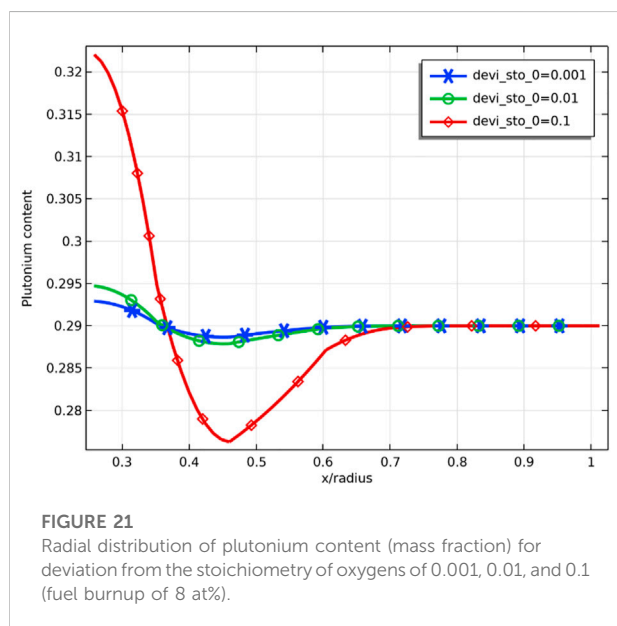 0.32
0.315
0.31
0.305
0.3
0.295
0.29
0.285
0.28
Plutonium content
devi_sto_0=0.001
devi_sto_0=0.01
devi_sto_0=0.1
0.3 0.4 0.5 0.6 0.7 0.8 0.9 1
x/radius
FIGURE 21
Radial distribution of plutonium content (mass fraction) for
deviation from the stoichiometry of oxygens of 0.001, 0.01, and 0.1
(fuel burnup of 8 at%).